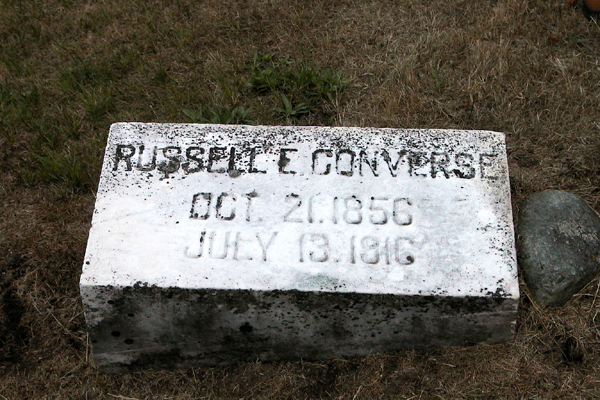 RUSSELL E. CONVERSE
OCT. 21. 1856
JULY 13. 1916